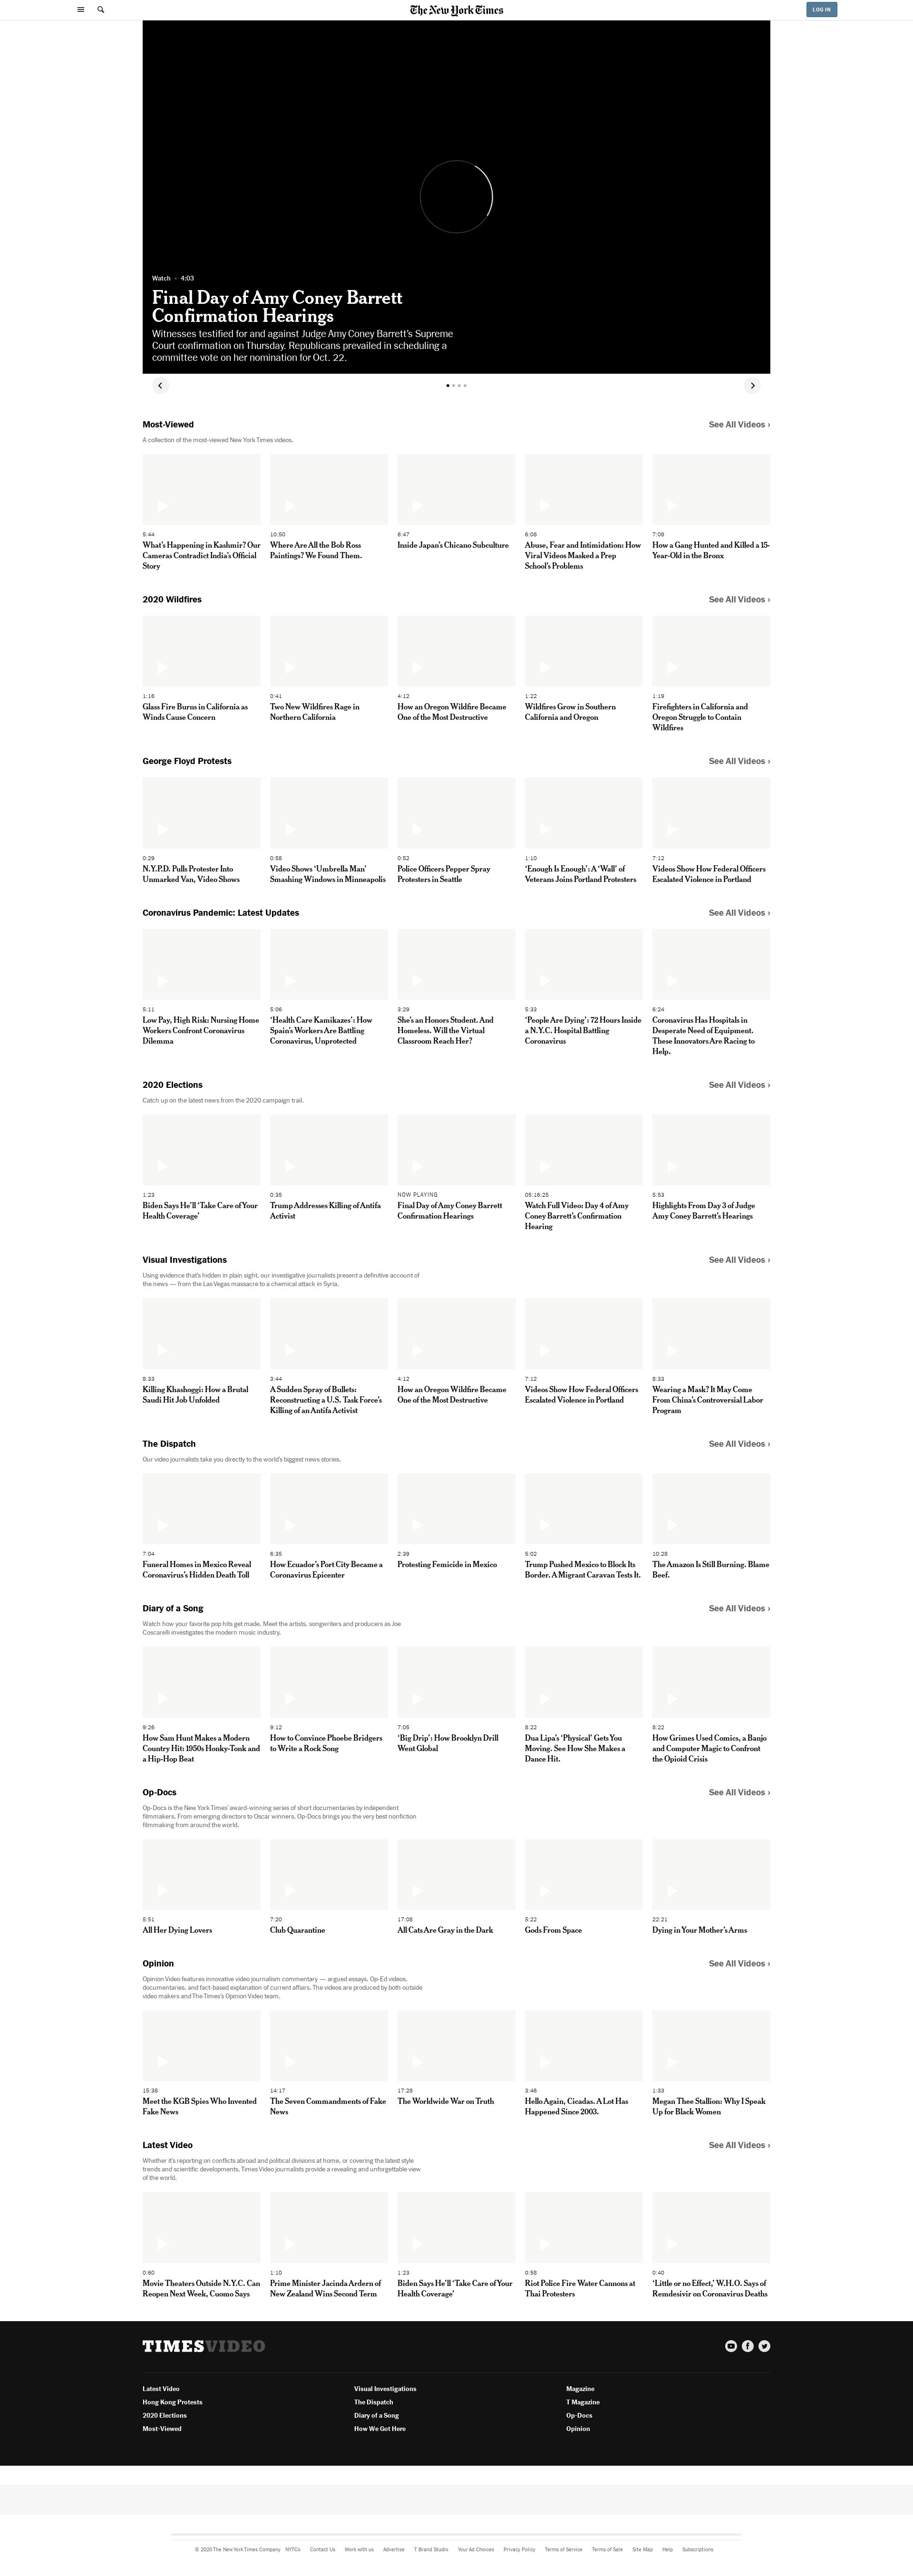 The New York Times
LOG IN
Watch • 4:03
Final Day of Amy Coney Barrett
Confirmation Hearings
Witnesses testified for and against Judge Amy Coney Barrett's Supreme
Court confirmation on Thursday. Republicans prevailed in scheduling a
committee vote on her nomination for Oct. 22.
Most-Viewed
See All Videos ›
A collection of the most-viewed New York Times videos.
5:44
What's Happening in Kashmir? Our
Cameras Contradict India's Official
Story
10:50
Where Are All the Bob Ross
Paintings? We Found Them.
6:47
Inside Japan's Chicano Subculture
6:08
Abuse, Fear and Intimidation: How
Viral Videos Masked a Prep
School's Problems
7:08
How a Gang Hunted and Killed a 15-
Year-Old in the Bronx
2020 Wildfires
See All Videos ›
1:16
Glass Fire Burns in California as
Winds Cause Concern
0:41
Two New Wildfires Rage in
Northern California
4:12
How an Oregon Wildfire Became
One of the Most Destructive
1:22
Wildfires Grow in Southern
California and Oregon
1:19
Firefighters in California and
Oregon Struggle to Contain
Wildfires
George Floyd Protests
See All Videos ›
0:29
N.Y.P.D. Pulls Protester Into
Unmarked Van, Video Shows
0:58
Video Shows 'Umbrella Man'
Smashing Windows in Minneapolis
0:52
Police Officers Pepper Spray
Protesters in Seattle
1:10
'Enough Is Enough': A 'Wall' of
Veterans Joins Portland Protesters
7:12
Videos Show How Federal Officers
Escalated Violence in Portland
Coronavirus Pandemic: Latest Updates
See All Videos ›
5:11
Low Pay, High Risk: Nursing Home
Workers Confront Coronavirus
Dilemma
5:06
'Health Care Kamikazes': How
Spain's Workers Are Battling
Coronavirus, Unprotected
3:29
She's an Honors Student. And
Homeless. Will the Virtual
Classroom Reach Her?
5:33
'People Are Dying': 72 Hours Inside
a N.Y.C. Hospital Battling
Coronavirus
6:24
Coronavirus Has Hospitals in
Desperate Need of Equipment.
These Innovators Are Racing to
Help.
2020 Elections
See All Videos ›
Catch up on the latest news from the 2020 campaign trail.
1:23
Biden Says He'll 'Take Care of Your
Health Coverage'
0:35
Trump Addresses Killing of Antifa
Activist
NOW PLAYING
Final Day of Amy Coney Barrett
Confirmation Hearings
05:16:25
Watch Full Video: Day 4 of Amy
Coney Barrett's Confirmation
Hearing
5:53
Highlights From Day 3 of Judge
Amy Coney Barrett's Hearings
Visual Investigations
See All Videos ›
Using evidence that's hidden in plain sight, our investigative journalists present a definitive account of
the news — from the Las Vegas massacre to a chemical attack in Syria.
8:33
Killing Khashoggi: How a Brutal
Saudi Hit Job Unfolded
3:44
A Sudden Spray of Bullets:
Reconstructing a U.S. Task Force's
Killing of an Antifa Activist
4:12
How an Oregon Wildfire Became
One of the Most Destructive
7:12
Videos Show How Federal Officers
Escalated Violence in Portland
8:33
Wearing a Mask? It May Come
From China's Controversial Labor
Program
The Dispatch
See All Videos ›
Our video journalists take you directly to the world's biggest news stories.
7:04
Funeral Homes in Mexico Reveal
Coronavirus's Hidden Death Toll
6:35
How Ecuador's Port City Became a
Coronavirus Epicenter
2:39
Protesting Femicide in Mexico
5:02
Trump Pushed Mexico to Block Its
Border. A Migrant Caravan Tests It.
10:28
The Amazon Is Still Burning. Blame
Beef.
Diary of a Song
See All Videos ›
Watch how your favorite pop hits get made. Meet the artists, songwriters and producers as Joe
Coscarelli investigates the modern music industry.
9:26
How Sam Hunt Makes a Modern
Country Hit: 1950s Honky-Tonk and
a Hip-Hop Beat
9:12
How to Convince Phoebe Bridgers
to Write a Rock Song
7:05
'Big Drip': How Brooklyn Drill
Went Global
8:22
Dua Lipa's 'Physical' Gets You
Moving. See How She Makes a
Dance Hit.
8:22
How Grimes Used Comics, a Banjo
and Computer Magic to Confront
the Opioid Crisis
Op-Docs
See All Videos ›
Op-Docs is the New York Times' award-winning series of short documentaries by independent
filmmakers. From emerging directors to Oscar winners, Op-Docs brings you the very best nonfiction
filmmaking from around the world.
5:51
All Her Dying Lovers
7:20
Club Quarantine
17:08
All Cats Are Gray in the Dark
5:22
Gods From Space
22:21
Dying in Your Mother's Arms
Opinion
See All Videos ›
Opinion Video features innovative video journalism commentary — argued essays, Op-Ed videos,
documentaries, and fact-based explanation of current affairs. The videos are produced by both outside
video makers and The Times's Opinion Video team.
15:38
Meet the KGB Spies Who Invented
Fake News
14:17
The Seven Commandments of Fake
News
17:28
The Worldwide War on Truth
3:46
Hello Again, Cicadas. A Lot Has
Happened Since 2003.
1:33
Megan Thee Stallion: Why I Speak
Up for Black Women
Latest Video
See All Videos ›
Whether it's reporting on conflicts abroad and political divisions at home, or covering the latest style
trends and scientific developments, Times Video journalists provide a revealing and unforgettable view
of the world.
0:60
Movie Theaters Outside N.Y.C. Can
Reopen Next Week, Cuomo Says
1:10
Prime Minister Jacinda Ardern of
New Zealand Wins Second Term
1:23
Biden Says He'll 'Take Care of Your
Health Coverage'
0:58
Riot Police Fire Water Cannons at
Thai Protesters
0:40
'Little or no Effect,' W.H.O. Says of
Remdesivir on Coronavirus Deaths
TIMESVIDEO
Latest Video
Hong Kong Protests
2020 Elections
Most-Viewed
Visual Investigations
The Dispatch
Diary of a Song
How We Got Here
Magazine
T Magazine
Op-Docs
Opinion
© 2020 The New York Times Company NYTCo Contact Us Work with us Advertise T Brand Studio Your Ad Choices Privacy Policy Terms of Service Terms of Sale Site Map Help Subscriptions